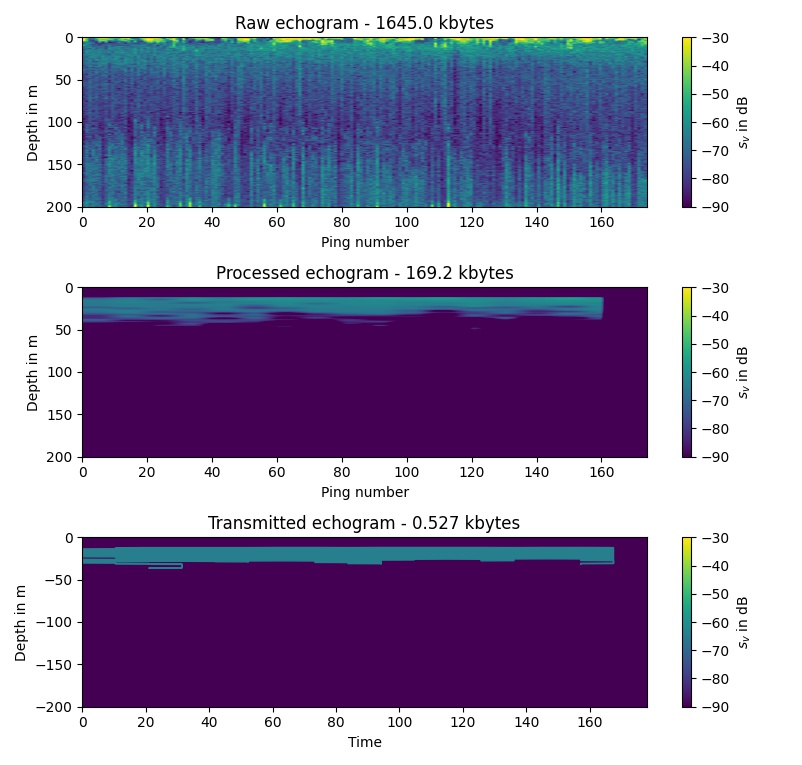 Raw echogram - 1645.0 kbytes
0
50
100
150
200
Depth in m
0 20 40 60 80 100 120 140 160
Ping number
−30
−40
−50
−60
−70
−80
−90
sᵥ in dB
Processed echogram - 169.2 kbytes
0
50
100
150
200
Depth in m
0 20 40 60 80 100 120 140 160
Ping number
−30
−40
−50
−60
−70
−80
−90
sᵥ in dB
Transmitted echogram - 0.527 kbytes
0
−50
−100
−150
−200
Depth in m
0 20 40 60 80 100 120 140 160
Time
−30
−40
−50
−60
−70
−80
−90
sᵥ in dB